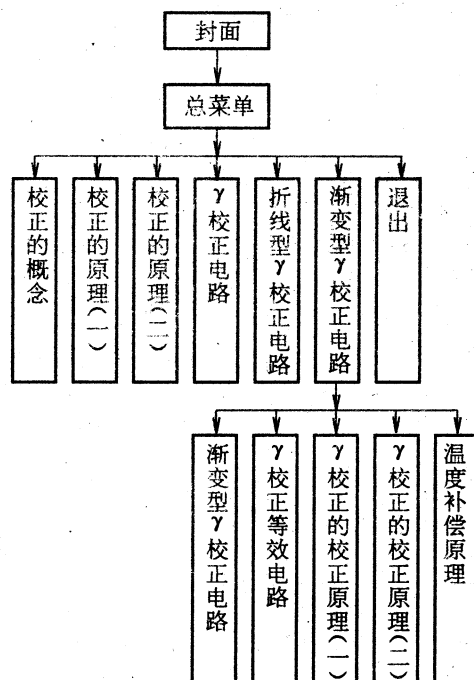 封面
总菜单
校正的概念
校正的原理(一)
校正的原理(二)
γ校正电路
折线型γ校正电路
渐变型γ校正电路
退出
渐变型γ校正电路
γ校正等效电路
γ校正的校正原理(一)
γ校正的校正原理(二)
温度补偿原理